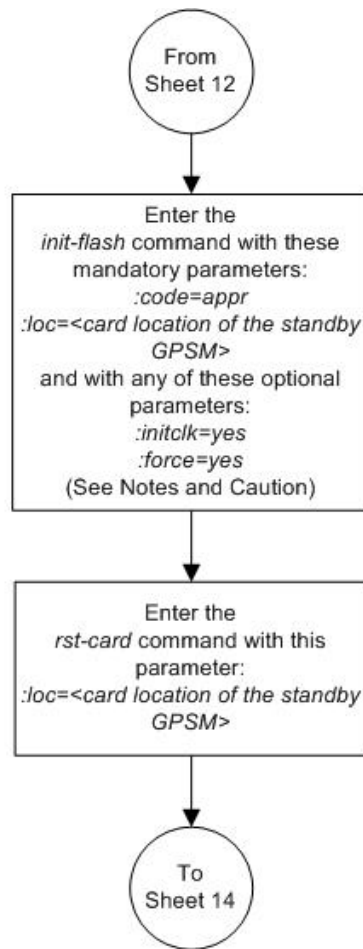 From
Sheet 12
Enter the
init-flash command with these
mandatory parameters:
:code=appr
:loc=<card location of the standby
GPSM>
and with any of these optional
parameters:
:initclk=yes
:force=yes
(See Notes and Caution)
Enter the
rst-card command with this
parameter:
:loc=<card location of the standby
GPSM>
To
Sheet 14